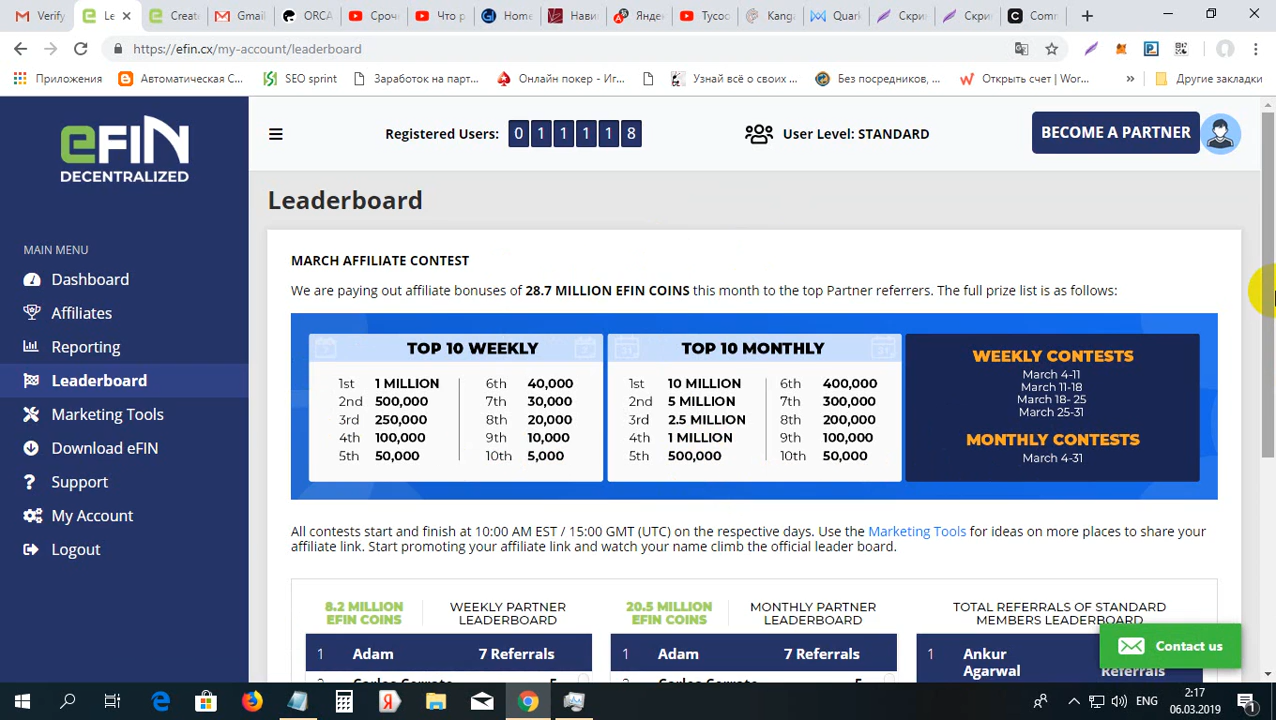 Verify
Le
Create
Gmail
OSCA
Сроч
Что р
Home
Нави
Яндек
Тусоо
Kang
Quar
Скри
Скри
Comm
https://efin.cx/my-account/leaderboard
Приложения
Автоматическая С...
SEO sprint
Заработок на парт...
Онлайн покер - Иг...
Узнай всё о своих ...
Без посредников, ...
Открыть счет | Wor...
»
Другие закладки
eFIN
DECENTRALIZED
Registered Users: 0 1 1 1 1 8
User Level: STANDARD
BECOME A PARTNER
MAIN MENU
Dashboard
Affiliates
Reporting
Leaderboard
Marketing Tools
Download eFIN
Support
My Account
Logout
Leaderboard
MARCH AFFILIATE CONTEST
We are paying out affiliate bonuses of 28.7 MILLION EFIN COINS this month to the top Partner referrers. The full prize list is as follows:
TOP 10 WEEKLY
1st 1 MILLION 6th 40,000
2nd 500,000 7th 30,000
3rd 250,000 8th 20,000
4th 100,000 9th 10,000
5th 50,000 10th 5,000
TOP 10 MONTHLY
1st 10 MILLION 6th 400,000
2nd 5 MILLION 7th 300,000
3rd 2.5 MILLION 8th 200,000
4th 1 MILLION 9th 100,000
5th 500,000 10th 50,000
WEEKLY CONTESTS
March 4-11
March 11-18
March 18- 25
March 25-31
MONTHLY CONTESTS
March 4-31
All contests start and finish at 10:00 AM EST / 15:00 GMT (UTC) on the respective days. Use the Marketing Tools for ideas on more places to share your
affiliate link. Start promoting your affiliate link and watch your name climb the official leader board.
8.2 MILLION
EFIN COINS
WEEKLY PARTNER
LEADERBOARD
1 Adam 7 Referrals
20.5 MILLION
EFIN COINS
MONTHLY PARTNER
LEADERBOARD
1 Adam 7 Referrals
TOTAL REFERRALS OF STANDARD
MEMBERS LEADERBOARD
1 Ankur
Agarwal
Referrals
Contact us
ENG
2:17
06.03.2019
1